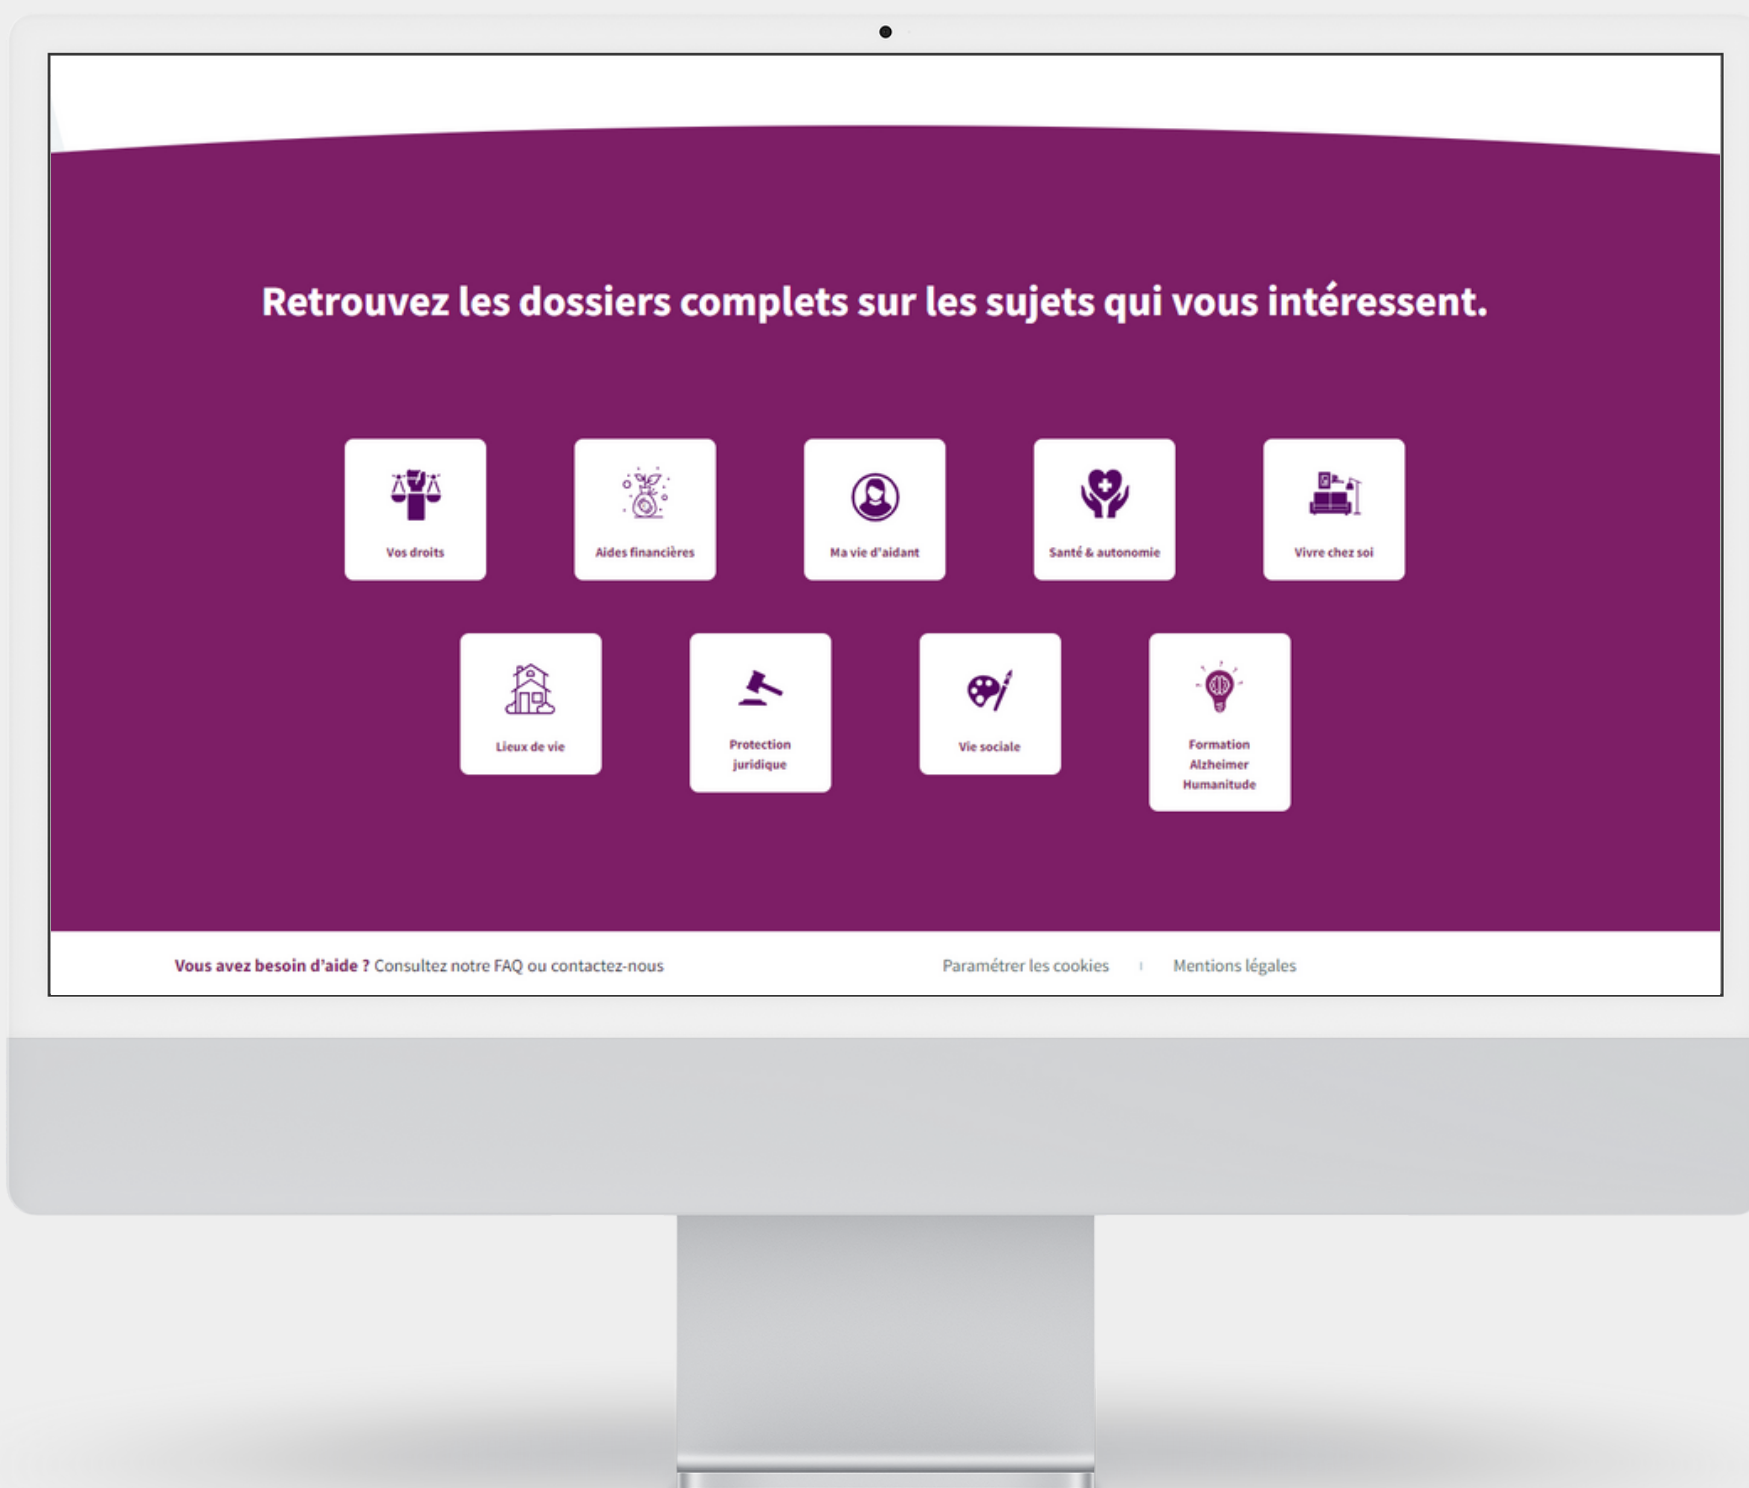 Retrouvez les dossiers complets sur les sujets qui vous intéressent.
Vos droits
Aides financières
Ma vie d'aidant
Santé & autonomie
Vivre chez soi
Lieux de vie
Protection
juridique
Vie sociale
Formation
Alzheimer
Humanitude
Vous avez besoin d'aide ? Consultez notre FAQ ou contactez-nous
Paramétrer les cookies
Mentions légales